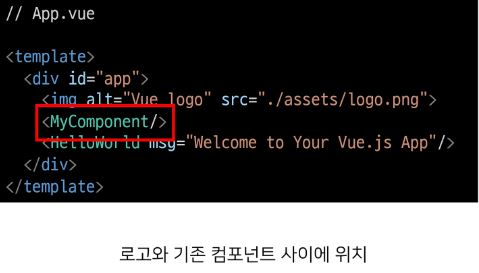 // App.vue
<template>
<div id="app">
<img alt="Vue logo" src="./assets/logo.png">
<MyComponent/>
<HelloWorld msg="Welcome to Your Vue.js App"/>
</div>
</template>
로고와 기존 컴포넌트 사이에 위치